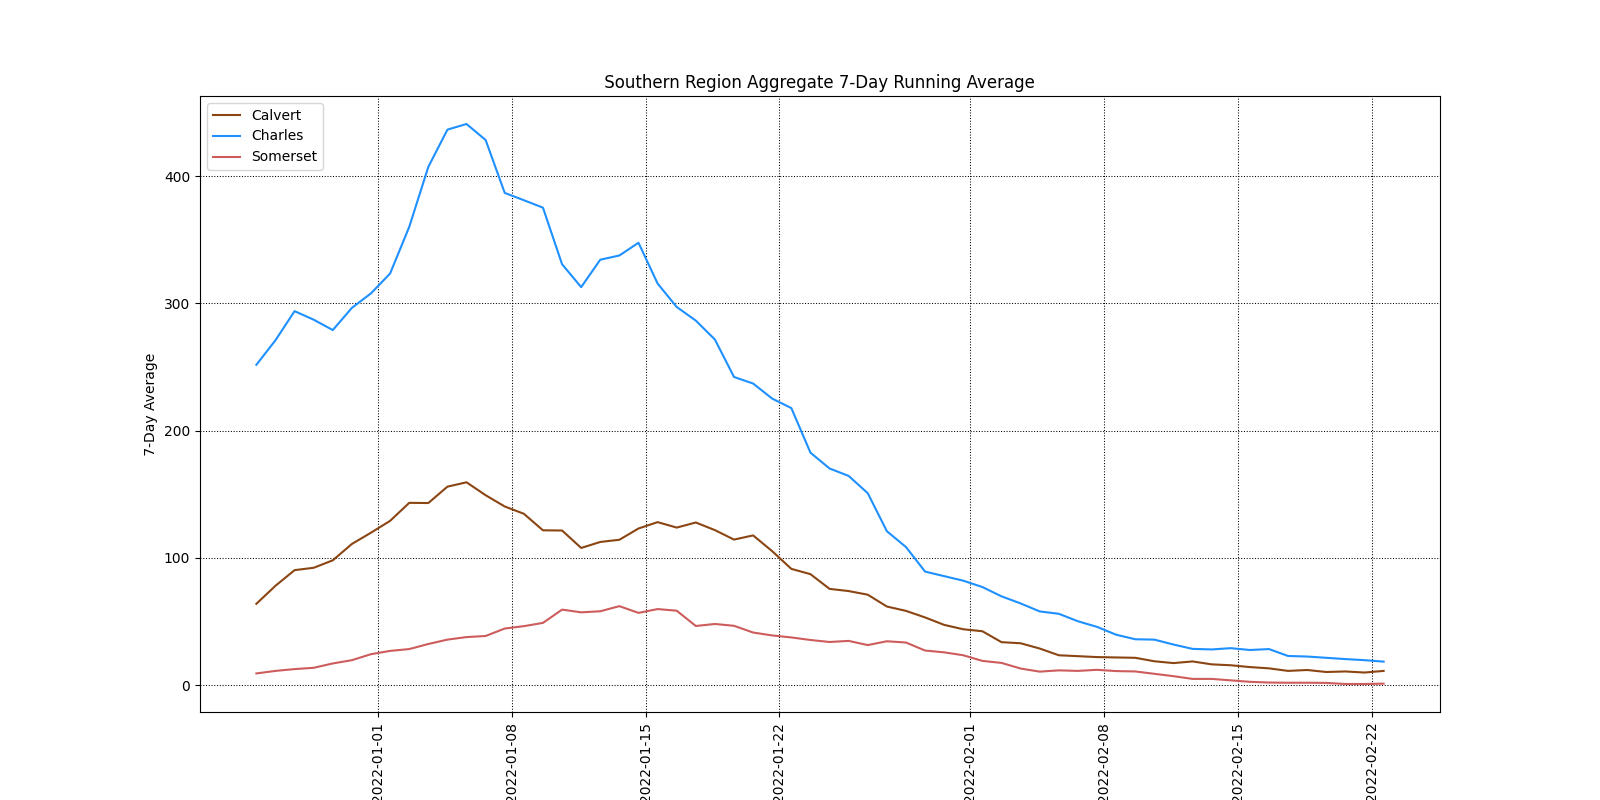 Southern Region Aggregate 7-Day Running Average
Calvert
Charles
Somerset
400
300
200
100
0
7-Day Average
2022-01-01
2022-01-08
2022-01-15
2022-01-22
2022-02-01
2022-02-08
2022-02-15
2022-02-22